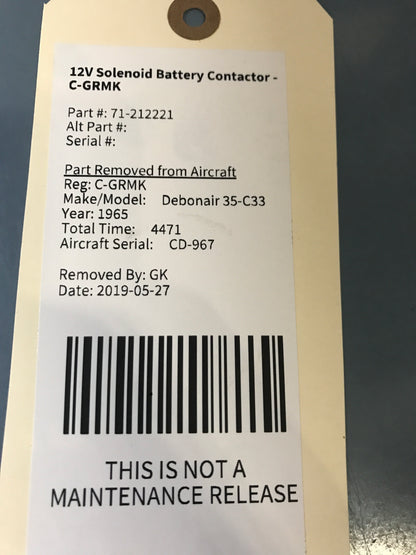 12V Solenoid Battery Contactor -
C-GRMK
Part #: 71-212221
Alt Part #:
Serial #:
Part Removed from Aircraft
Reg: C-GRMK
Make/Model: Debonair 35-C33
Year: 1965
Total Time: 4471
Aircraft Serial: CD-967
Removed By: GK
Date: 2019-05-27
THIS IS NOT A
MAINTENANCE RELEASE